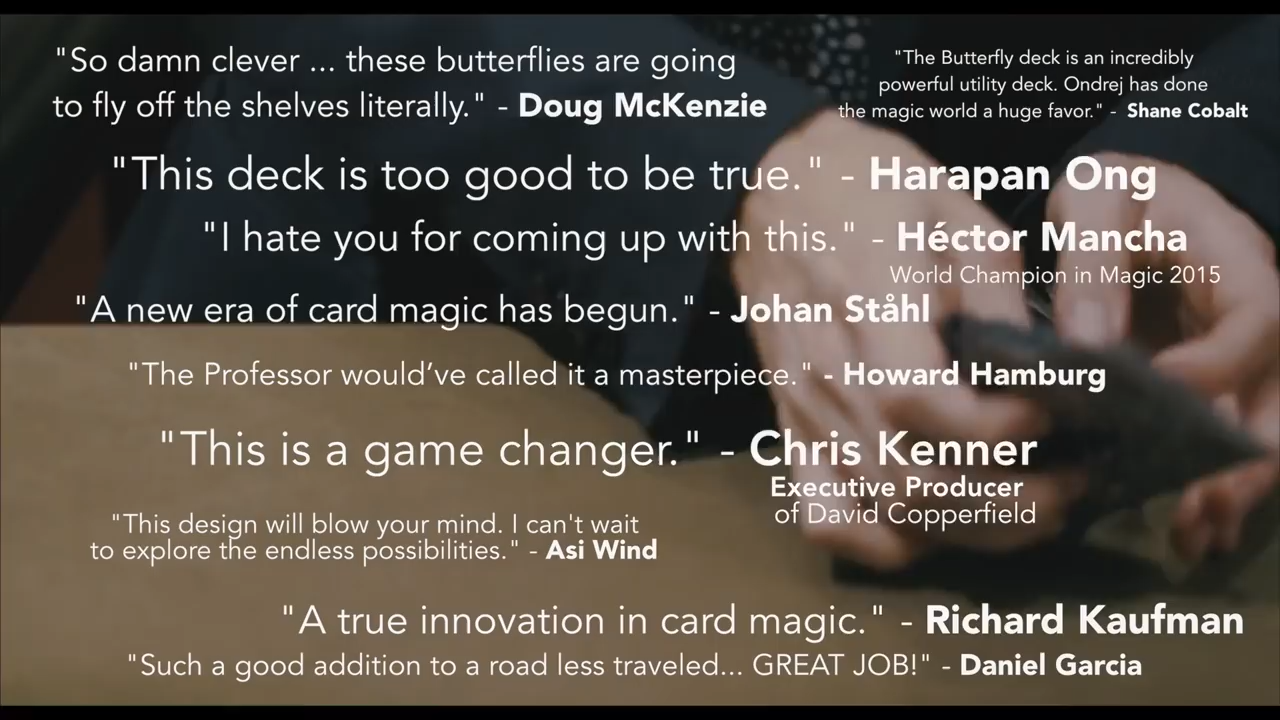 "So damn clever ... these butterflies are going
to fly off the shelves literally." - Doug McKenzie
"The Butterfly deck is an incredibly
powerful utility deck. Ondrej has done
the magic world a huge favor." - Shane Cobalt
"This deck is too good to be true." - Harapan Ong
"I hate you for coming up with this." - Héctor Mancha
World Champion in Magic 2015
"A new era of card magic has begun." - Johan Ståhl
"The Professor would’ve called it a masterpiece." - Howard Hamburg
"This is a game changer." - Chris Kenner
Executive Producer
of David Copperfield
"This design will blow your mind. I can't wait
to explore the endless possibilities." - Asi Wind
"A true innovation in card magic." - Richard Kaufman
"Such a good addition to a road less traveled... GREAT JOB!" - Daniel Garcia